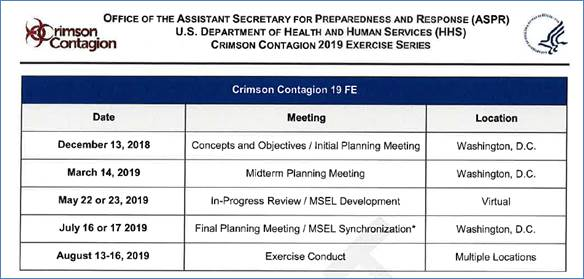 Crimson
Contagion
OFFICE OF THE ASSISTANT SECRETARY FOR PREPAREDNESS AND RESPONSE (ASPR)
U.S. DEPARTMENT OF HEALTH AND HUMAN SERVICES (HHS)
CRIMSON CONTAGION 2019 EXERCISE SERIES
Crimson Contagion 19 FE
Date Meeting Location
December 13, 2018 Concepts and Objectives / Initial Planning Meeting Washington, D.C.
March 14, 2019 Midterm Planning Meeting Washington, D.C.
May 22 or 23, 2019 In-Progress Review / MSEL Development Virtual
July 16 or 17 2019 Final Planning Meeting / MSEL Synchronization* Washington, D.C.
August 13-16, 2019 Exercise Conduct Multiple Locations